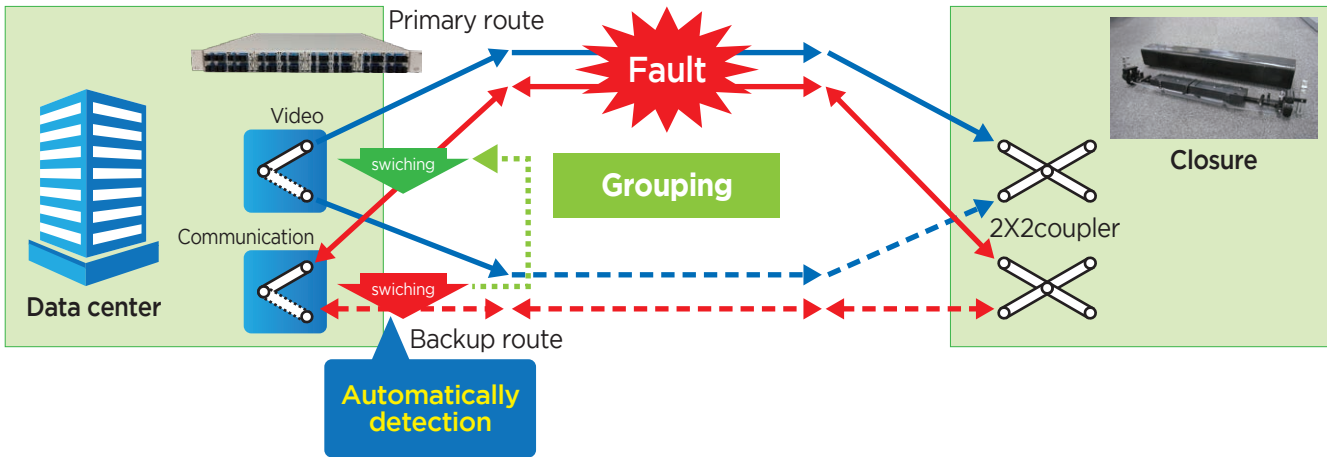 Primary route
Fault
Video
swiching
Grouping
Closure
Communication
2X2coupler
swiching
Data center
Backup route
Automatically
detection